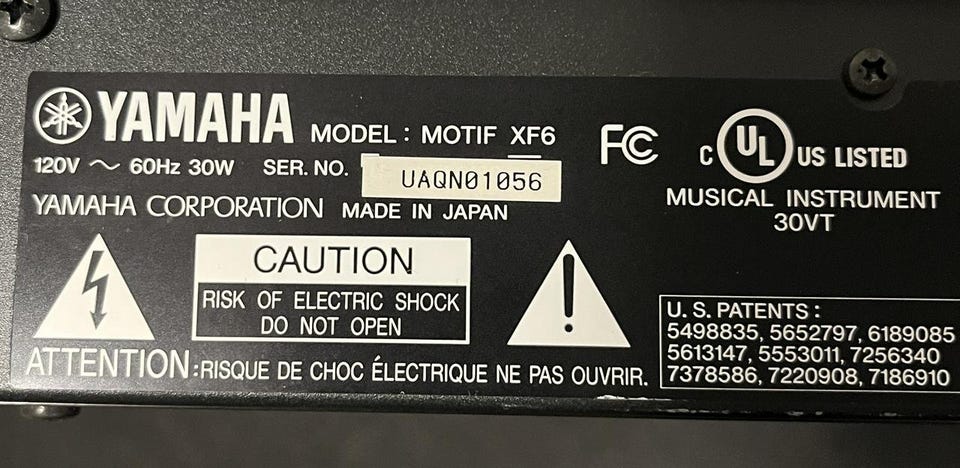 YAMAHA MODEL : MOTIF XF6
120V ~ 60Hz 30W SER. NO. UAQN01056
YAMAHA CORPORATION MADE IN JAPAN
FC
C UL US LISTED
MUSICAL INSTRUMENT
30VT
CAUTION
RISK OF ELECTRIC SHOCK
DO NOT OPEN
ATTENTION :RISQUE DE CHOC ÉLECTRIQUE NE PAS OUVRIR.
U. S. PATENTS :
5498835, 5652797, 6189085
5613147, 5553011, 7256340
7378586, 7220908, 7186910